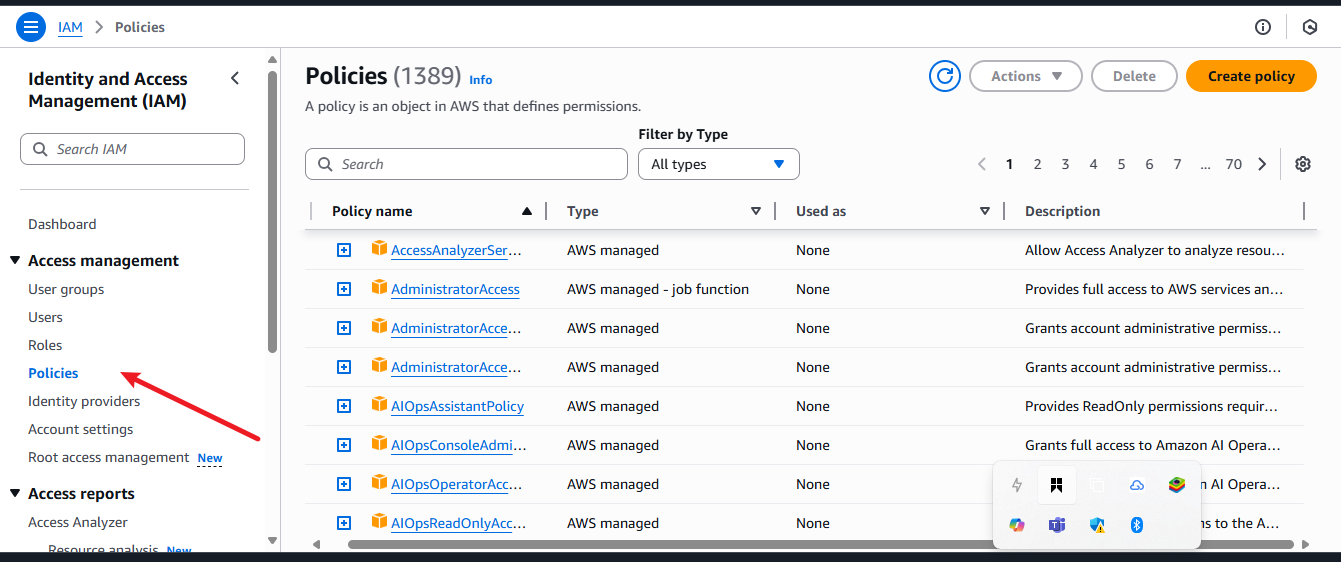 IAM > Policies
Identity and Access
Management (IAM)
Search IAM
Dashboard
Access management
User groups
Users
Roles
Policies
Identity providers
Account settings
Root access management New
Access reports
Access Analyzer
Resource analysis New
Policies (1389) Info
Actions Delete Create policy
A policy is an object in AWS that defines permissions.
Filter by Type
Search All types
1 2 3 4 5 6 7 ... 70
Policy name Type Used as Description
AccessAnalyzerSer... AWS managed None Allow Access Analyzer to analyze resou...
AdministratorAccess AWS managed - job function None Provides full access to AWS services an...
AdministratorAcce... AWS managed None Grants account administrative permiss...
AdministratorAcce... AWS managed None Grants account administrative permiss...
AIOpsAssistantPolicy AWS managed None Provides ReadOnly permissions requir...
AIOpsConsoleAdmi... AWS managed None Grants full access to Amazon AI Opera...
AIOpsOperatorAcc... AWS managed None n AI Opera...
AIOpsReadOnlyAcc... AWS managed None ns to the A...